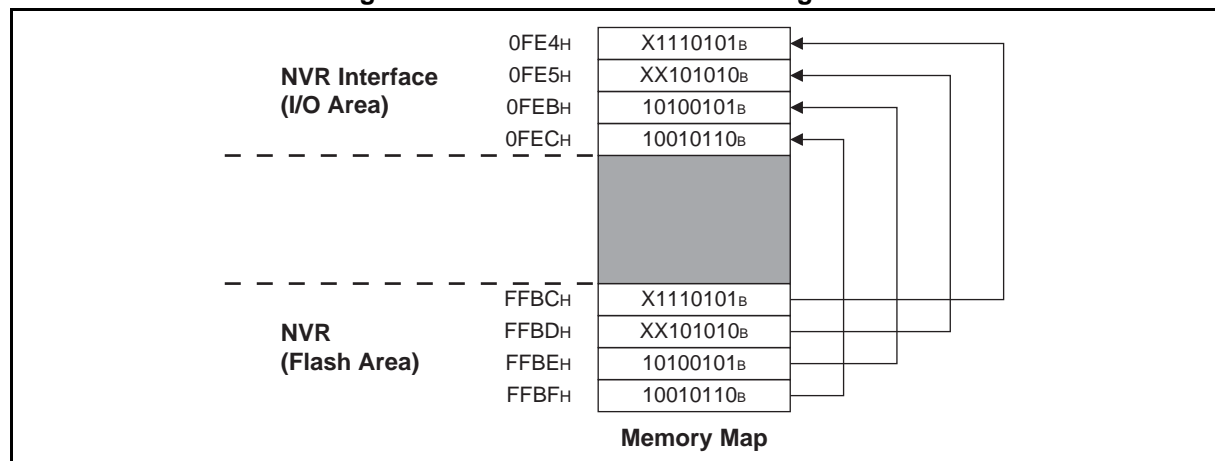 0FE4H X1110101B
NVR Interface 0FE5H XX101010B
(I/O Area) 0FEBH 10100101B
0FECH 10010110B
FFBCH X1110101B
NVR FFBDH XX101010B
(Flash Area) FFBEH 10100101B
FFBFH 10010110B
Memory Map